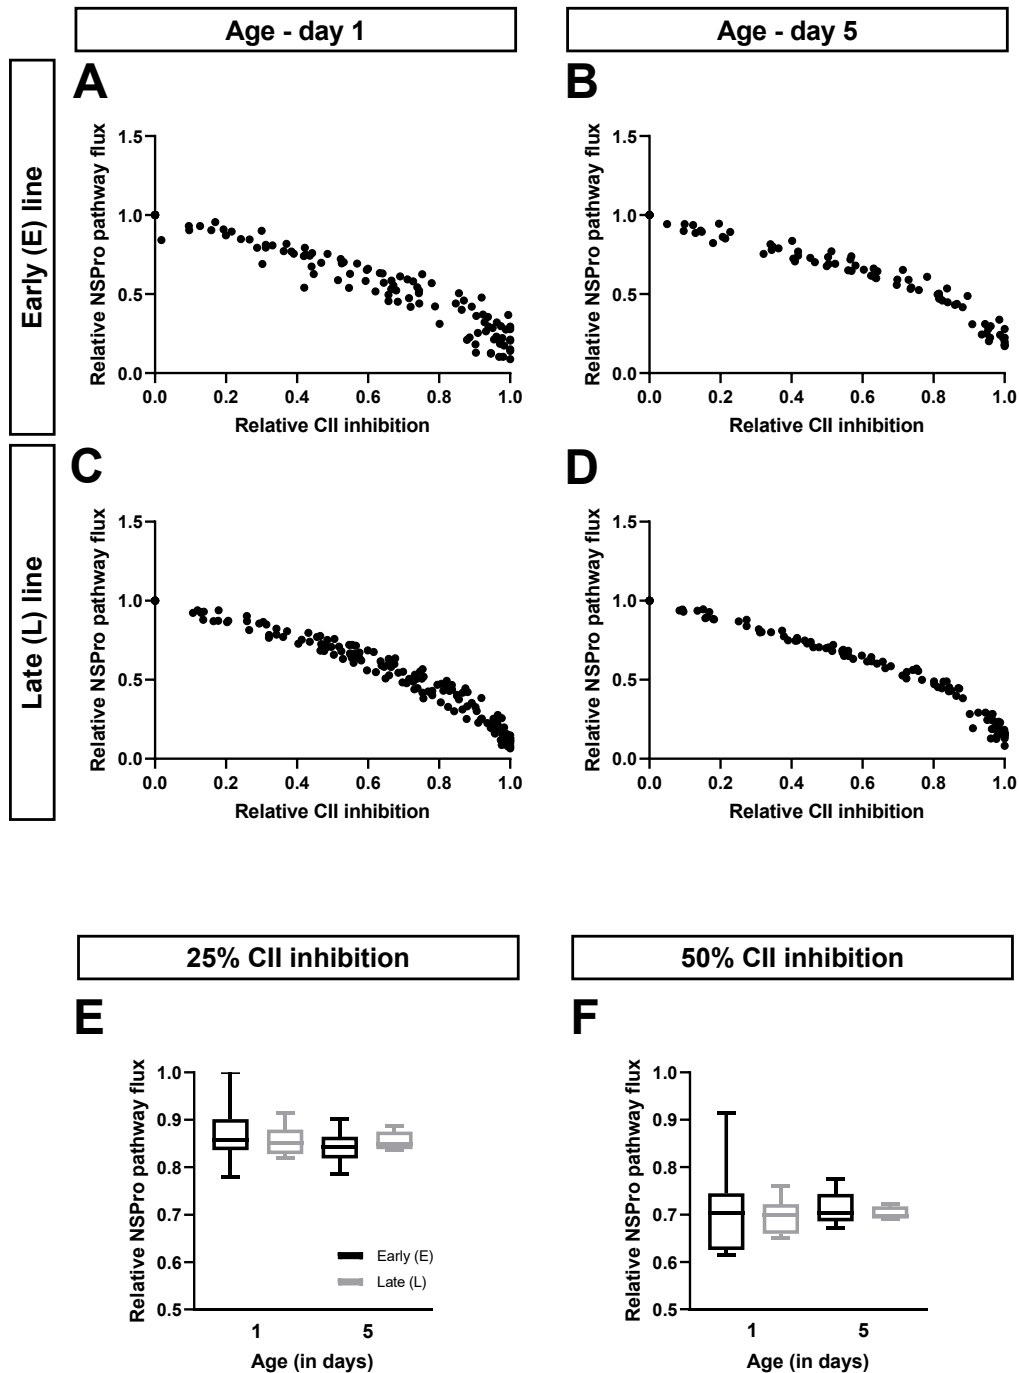 Age - day 1
Age - day 5
Early (E) line
A
Relative NSPro pathway flux
1.5
1.0
0.5
0.0
0.0 0.2 0.4 0.6 0.8 1.0
Relative CII inhibition
B
Relative NSPro pathway flux
1.5
1.0
0.5
0.0
0.0 0.2 0.4 0.6 0.8 1.0
Relative CII inhibition
Late (L) line
C
Relative NSPro pathway flux
1.5
1.0
0.5
0.0
0.0 0.2 0.4 0.6 0.8 1.0
Relative CII inhibition
D
Relative NSPro pathway flux
1.5
1.0
0.5
0.0
0.0 0.2 0.4 0.6 0.8 1.0
Relative CII inhibition
25% CII inhibition
50% CII inhibition
E
Relative NSPro pathway flux
1.0
0.9
0.8
0.7
0.6
0.5
Early (E)
Late (L)
1 5
Age (in days)
F
Relative NSPro pathway flux
1.0
0.9
0.8
0.7
0.6
0.5
1 5
Age (in days)